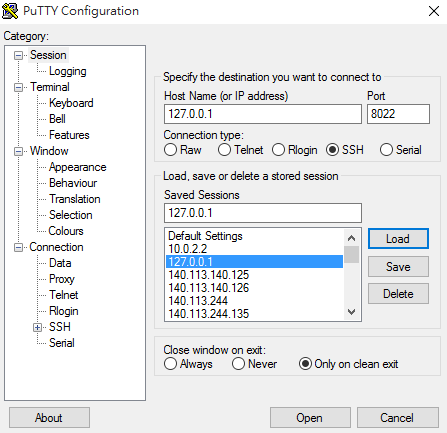 PuTTY Configuration
Category:
Session
Logging
Terminal
Keyboard
Bell
Features
Window
Appearance
Behaviour
Translation
Selection
Colours
Connection
Data
Proxy
Telnet
Rlogin
SSH
Serial
Specify the destination you want to connect to
Host Name (or IP address) Port
127.0.0.1 8022
Connection type:
Raw Telnet Rlogin SSH Serial
Load, save or delete a stored session
Saved Sessions
127.0.0.1
Default Settings
10.0.2.2
127.0.0.1
140.113.140.125
140.113.140.126
140.113.244
140.113.244.135
Load
Save
Delete
Close window on exit:
Always Never Only on clean exit
About Open Cancel